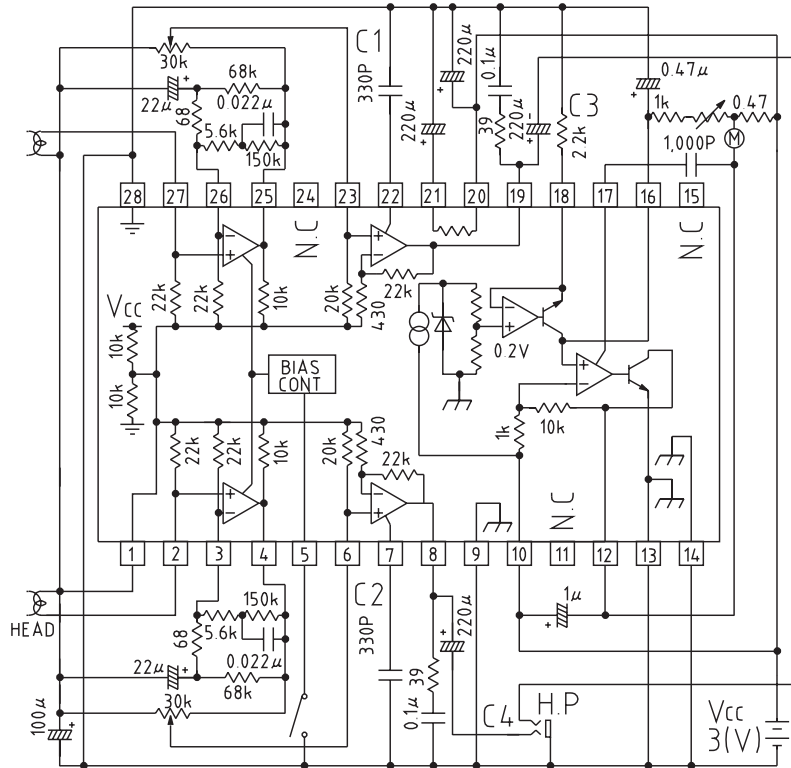 C1
30k
68k
22μ
+
0.022μ
68
5.6k
150k
330P
220μ
+
220μ
+
0.1μ
39
220μ
+
-
C3
2.2k
0.47μ
+
1k
0.47
M
1,000P
28
27
26
25
24
23
22
21
20
19
18
17
16
15
N.C
N.C
-
+
+
-
22k
22k
10k
20k
430
22k
Vcc
10k
10k
BIAS
CONT
-
+
0.2V
+
-
1k
10k
22k
22k
10k
20k
430
22k
+
-
-
+
N.C
1
2
3
4
5
6
7
8
9
10
11
12
13
14
HEAD
68
5.6k
150k
22μ
+
0.022μ
68k
30k
100μ
+
C2
330P
0.1μ
39
220μ
+
C4
1μ
+
H.P
Vcc
3(V)